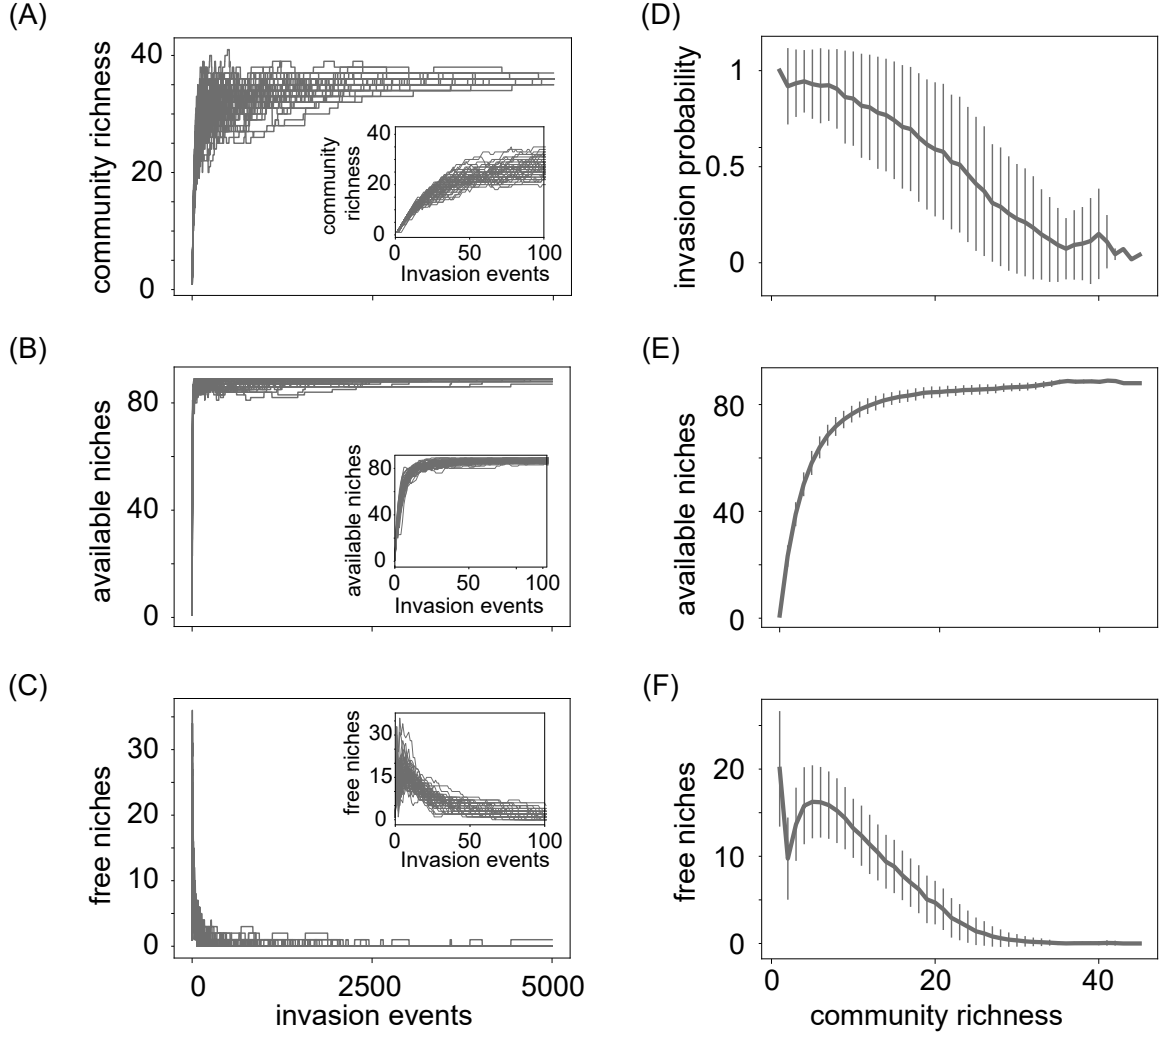 (A)
community richness
40
20
0
community
richness
40
20
0
0
50
100
Invasion events
(B)
available niches
80
40
0
available niches
80
40
0
0
50
100
Invasion events
(C)
free niches
30
20
10
0
free niches
30
15
0
0
50
100
Invasion events
0
2500
5000
invasion events
(D)
invasion probability
1
0.5
0
(E)
available niches
80
40
0
(F)
free niches
20
10
0
0
20
40
community richness